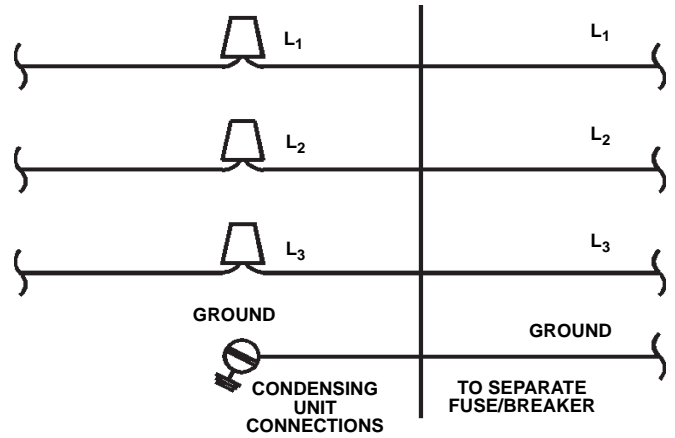 L1
L1
L2
L2
L3
L3
GROUND
GROUND
CONDENSING
UNIT
CONNECTIONS
TO SEPARATE
FUSE/BREAKER